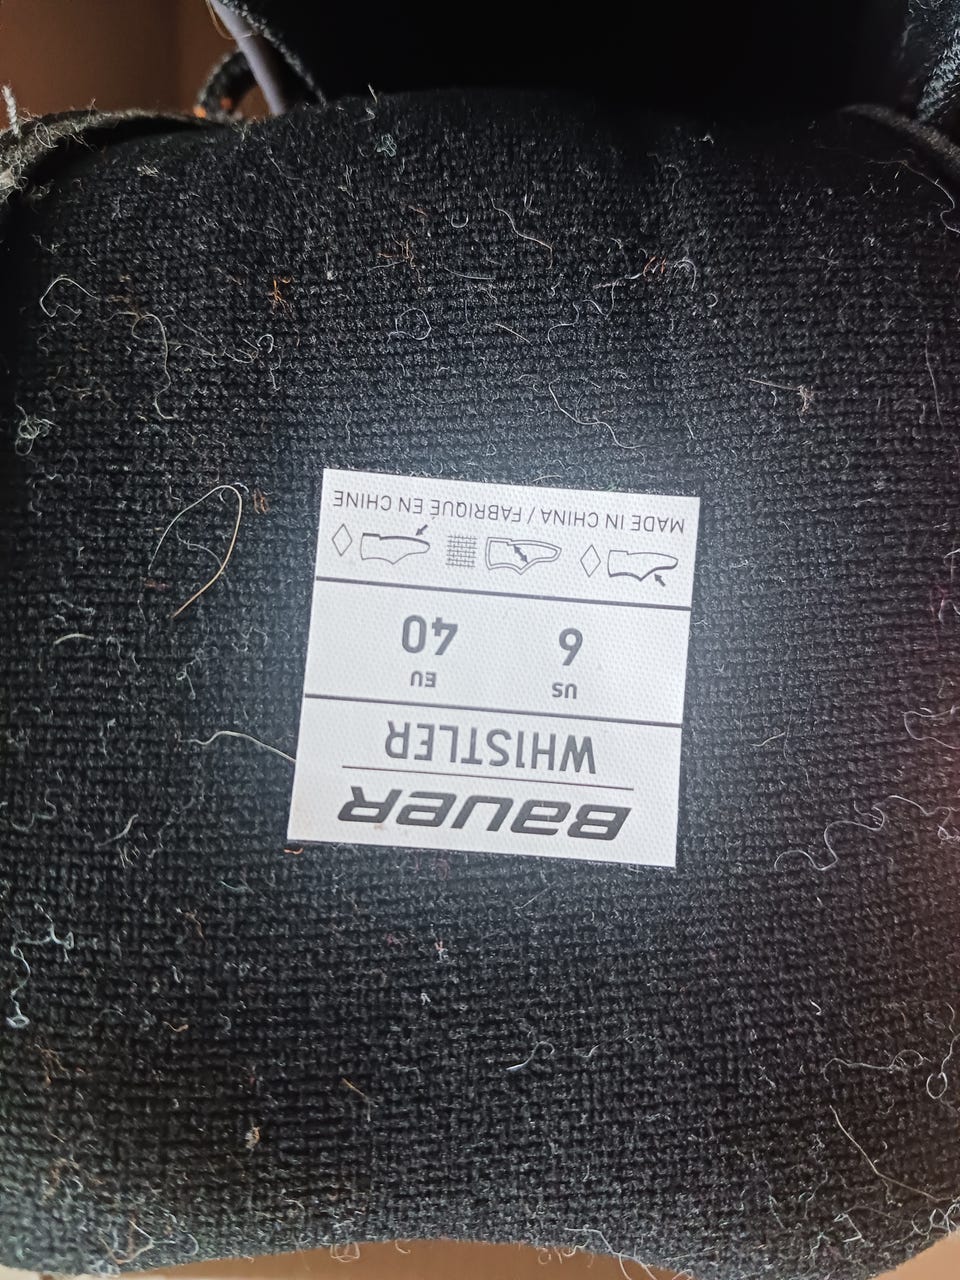 BAUER
WHISTLER
US EU
6 40
MADE IN CHINA / FABRIQUÉ EN CHINE